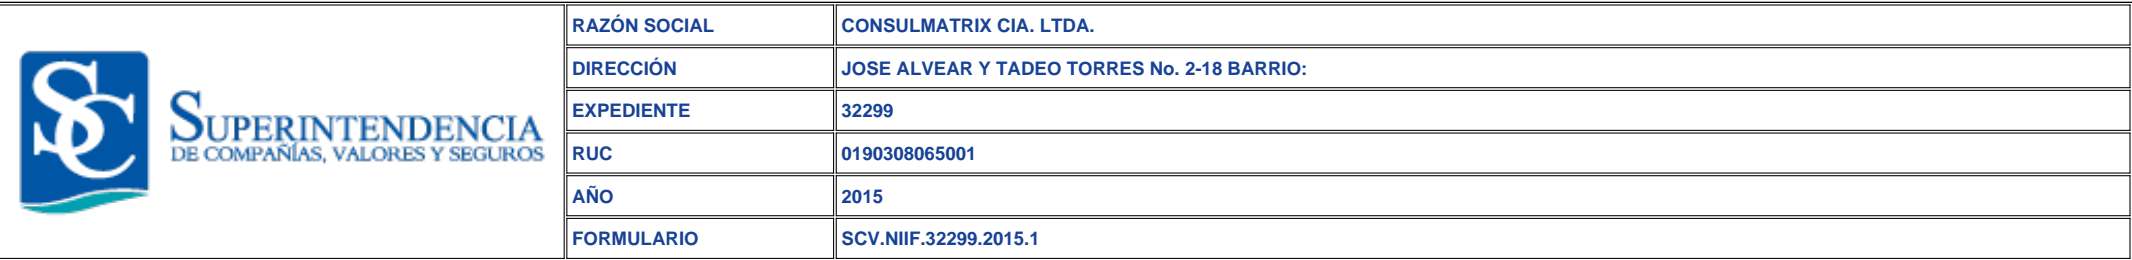 SC
SUPERINTENDENCIA
DE COMPAÑÍAS, VALORES Y SEGUROS
RAZÓN SOCIAL CONSULMATRIX CIA. LTDA.
DIRECCIÓN JOSE ALVEAR Y TADEO TORRES No. 2-18 BARRIO:
EXPEDIENTE 32299
RUC 0190308065001
AÑO 2015
FORMULARIO SCV.NIIF.32299.2015.1